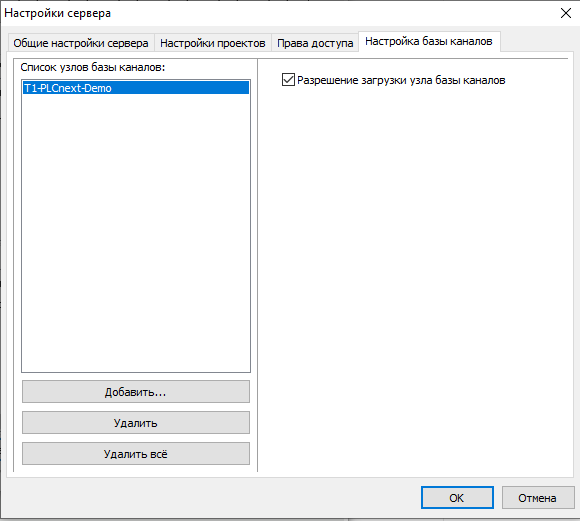 Настройки сервера
Общие настройки сервера
Настройки проектов
Права доступа
Настройка базы каналов
Список узлов базы каналов:
T1-PLCnext-Demo
Добавить...
Удалить
Удалить всё
Разрешение загрузки узла базы каналов
OK
Отмена